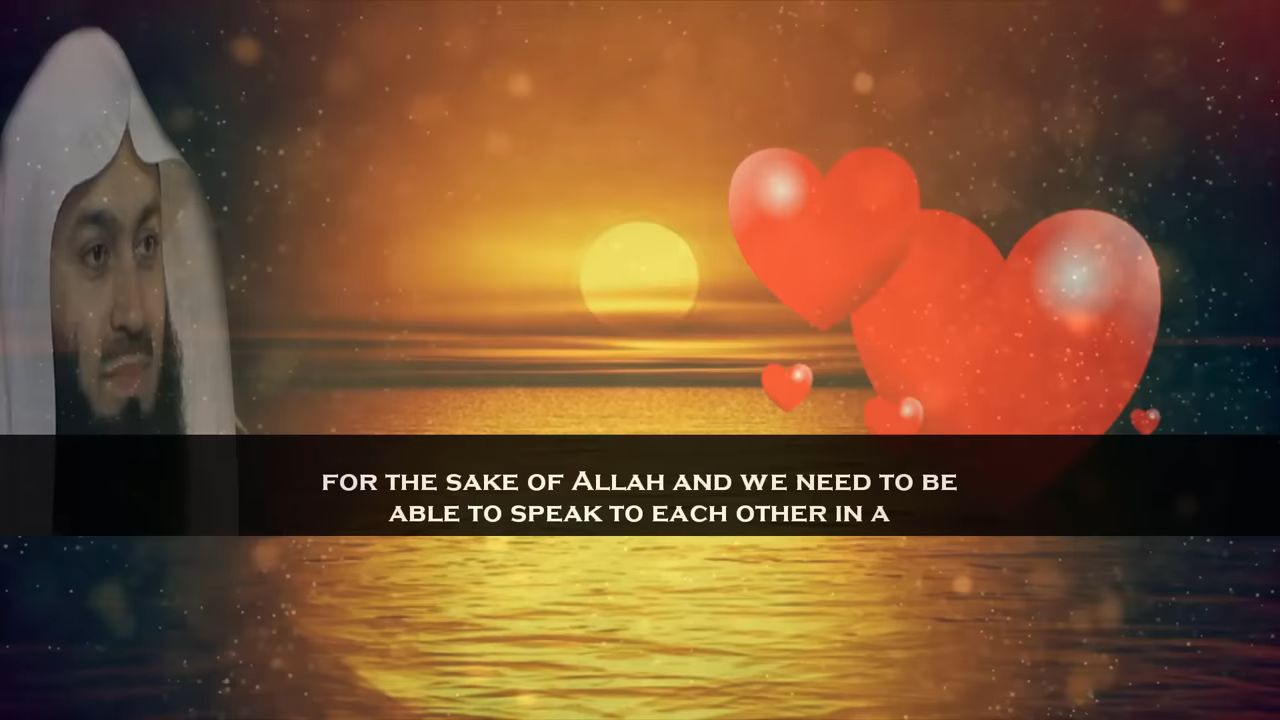 FOR THE SAKE OF ALLAH AND WE NEED TO BE
ABLE TO SPEAK TO EACH OTHER IN A